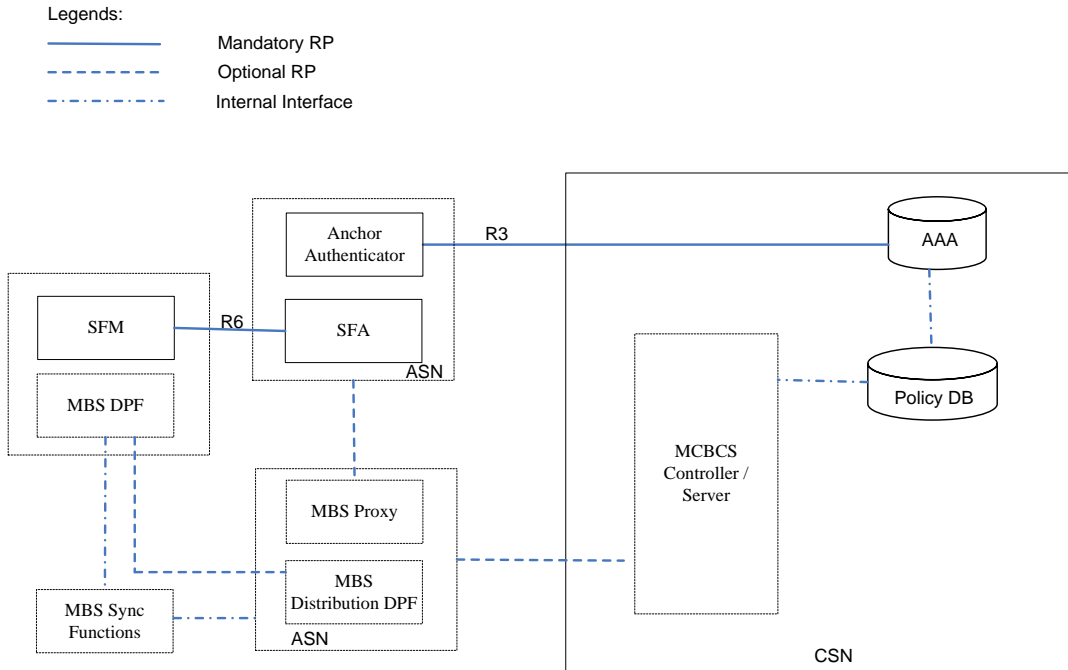 Legends:
Mandatory RP
Optional RP
Internal Interface
Anchor
Authenticator
R3
AAA
SFM
R6
SFA
ASN
MBS DPF
Policy DB
MCBCS
Controller /
Server
MBS Proxy
MBS
Distribution DPF
MBS Sync
Functions
ASN
CSN